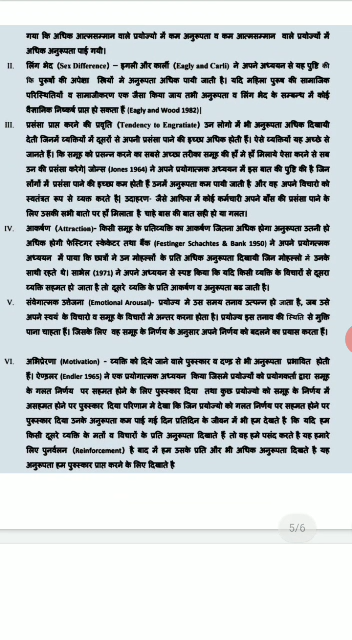 गया कि अधिक आत्मसम्मान वाले प्रयोज्यो में कम अनुरूपता व कम आत्मसम्मान वाले प्रयोज्यों में
अधिक अनुरूपता पाई गयी।
II. लिंग भेद (Sex Difference) – इगली और कार्ली (Eagly and Carli) ने अपने अध्ययन से यह पुष्टि की
कि पुरुषों की अपेक्षा स्त्रियों मे अनुरूपता अधिक पायी जाती है। यदि महिला पुरुष की सामाजिक
परिस्थितियों व सामाजीकरण एक जैसा किया जाय तभी अनुरूपता व लिंग भेद के सम्बन्ध में कोई
वैज्ञानिक निष्कर्ष प्राप्त हो सकता हैं (Eagly and Wood 1982)|
III. प्रसंसा प्राप्त करने की प्रवृति (Tendency to Engratiate) उन लोगो में भी अनुरूपता अधिक दिखायी
देती जिनमें व्यक्तियों में दूसरों से अपनी प्रसंसा पाने की इच्छा अधिक होती हैं। ऐसे व्यक्तियों यह अच्छे से
जानते हैं। कि समूह को प्रसन्न करने का सबसे अच्छा तरीका समूह की हाँ में हाँ मिलाये ऐसा करने से सब
उन की प्रसंसा करेगे| जोन्स (Jones 1964) ने अपने प्रयोगात्मक अध्ययन में इस बात की पुष्टि की है जिन
लोंगों में प्रसंसा पाने की इच्छा कम होती हैं उनमें अनुरूपता कम पायी जाती है और वह अपने विचारो को
स्वतंत्रत रूप से व्यक्त करते है| उदाहरण- जैसे आफिस में कोई कर्मचारी अपने बॉस की प्रसंसा पाने के
लिए उसकी सभी बातो पर हाँ मिलाता है चाहे बास की बात सही हो या गलत।
IV. आकर्षण (Attraction)- किसी समूह के प्रतिव्यक्ति का आकर्षण जितना अधिक होगा अनुरूपता उतनी हो
अधिक होगी फेस्टिगर स्केकेटर तथा बैंक (Festinger Schachtes & Bank 1950) ने अपने प्रयोगात्मक
अध्ययन में पाया कि छात्रों ने उन मोहल्लों के प्रति अधिक अनुरूपता दिखायी जिन मोहल्लो ने उनके
साथी रहते थे। साभेल (1971) ने अपने अध्ययन से स्पष्ट किया कि यदि किसी व्यक्ति के विचारों से दूसरा
व्यक्ति सहमत हो जाता है तो दूसरे व्यक्ति के प्रति आकर्षण व अनुरूपता बढ जाती है।
V. संवेगात्मक उत्तेजना (Emotional Arousal)- प्रयोज्य मे उस समय तनाव उत्पन्न हो जाता है, जब उसे
अपने स्वयं के विचारो व समूह के विचारों मे अन्तर करना होता है। प्रयोज्य इस तनाव की स्थिति से मुक्ति
पाना चाहता हैं। जिसके लिए वह समूह के निर्णय के अनुसार अपने निर्णय को बदलने का प्रयास करता हैं।
VI. अभिप्रेरणा (Motivation) - व्यक्ति को दिये जाने वाले पुरुस्कार व दण्ड से भी अनुरूपता प्रभावित होती
हैं। ऐण्डलर (Endler 1965) ने एक प्रयोगात्मक अध्ययन किया जिसमे प्रयोज्यों को प्रयोगकर्ता द्वारा समूह
के गलत निर्णय पर सहमत होने के लिए पुरुस्कार दिया तथा कुछ प्रयोज्यो को समूह के निर्णय में
असहमत होने पर पुरुस्कार दिया परिणाम मे देखा कि जिन प्रर्याज्यो को गलत निर्णय पर सहमत होने पर
पुरुस्कार दिया उनके अनुरूपता कम पाई गई दिन प्रतिदिन के जीवन में भी हम देखते है कि यदि हम
किसी दूसरे व्यक्ति के मतों व विचारों के प्रति अनुरूपता दिखाते हैं तो वह हमे पसंद करते है यह हमारे
लिए पुनर्वलन (Reinforcement) है बाद में हम उसके प्रति और भी अधिक अनुरूपता दिखाते है यह
अनुरूपता हम पुरस्कार प्राप्त करने के लिए दिखाते है
5/6